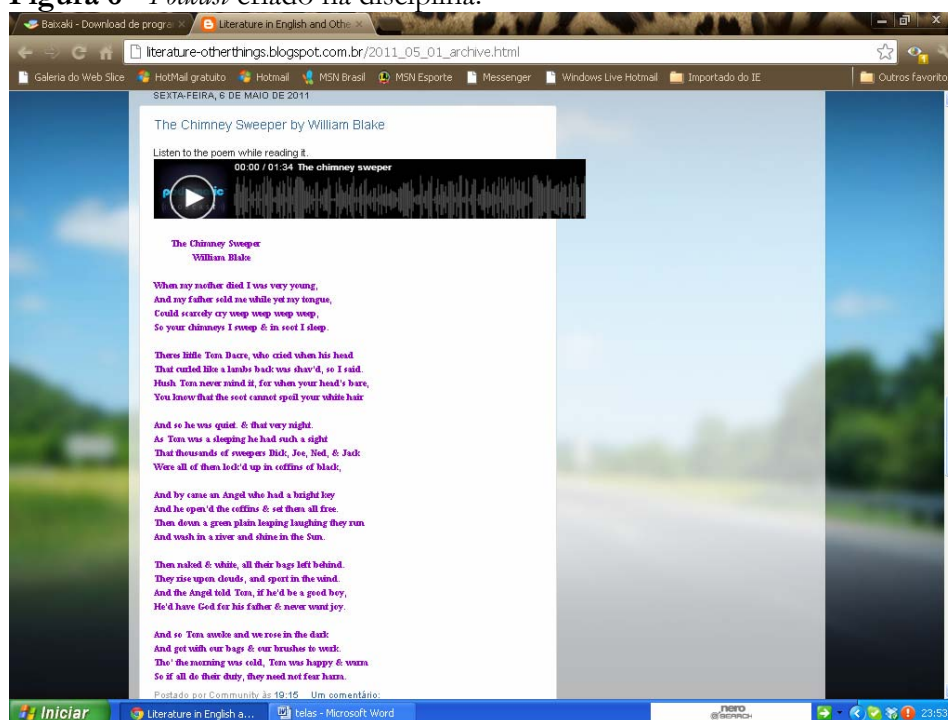 Figura 6 - Podcast criado na disciplina.
Baixaki - Download de progra
Literature in English and Othe
literature-otherthings.blogspot.com.br/2011_05_01_archive.html
Galeria do Web Slice HotMail gratuito Hotmail MSN Brasil MSN Esporte Messenger Windows Live Hotmail Importado do IE Outros favorito
SEXTA-FEIRA, 6 DE MAIO DE 2011
The Chimney Sweeper by William Blake
Listen to the poem while reading it.
00:00 / 01:34 The chimney sweper
The Chimney Sweeper
William Blake
When my mother died I was very young,
And my father sold me while yet my tongue,
Could scarcely cry weep weep weep weep,
So your chimneys I sweep & in soot I sleep.
Theres little Tom Dacre, who cried when his head
That curled like a lambs back was shav'd, so I said.
Hush Tom never mind it, for when your head's bare,
You know that the soot cannot spoil your white hair
And so he was quiet. & that very night.
As Tom was a sleeping he had such a sight
That thousands of sweepers Dick, Joe, Ned, & Jack
Were all of them lock'd up in coffins of black,
And by came an Angel who had a bright key
And he open'd the coffins & set them all free.
Then down a green plain leaping laughing they run
And wash in a river and shine in the Sun.
Then naked & white, all their bags left behind.
They rise upon clouds, and sport in the wind.
And the Angel told Tom, if he'd be a good boy,
He'd have God for his father & never want joy.
And so Tom awoke and we rose in the dark
And got with our bags & our brushes to work.
Tho' the morning was cold, Tom was happy & warm
So if all do their duty, they need not fear harm.
Postado por Community às 19:15 Um comentário:
Iniciar Literature in English a... telas - Microsoft Word nero SEARCH 23:53